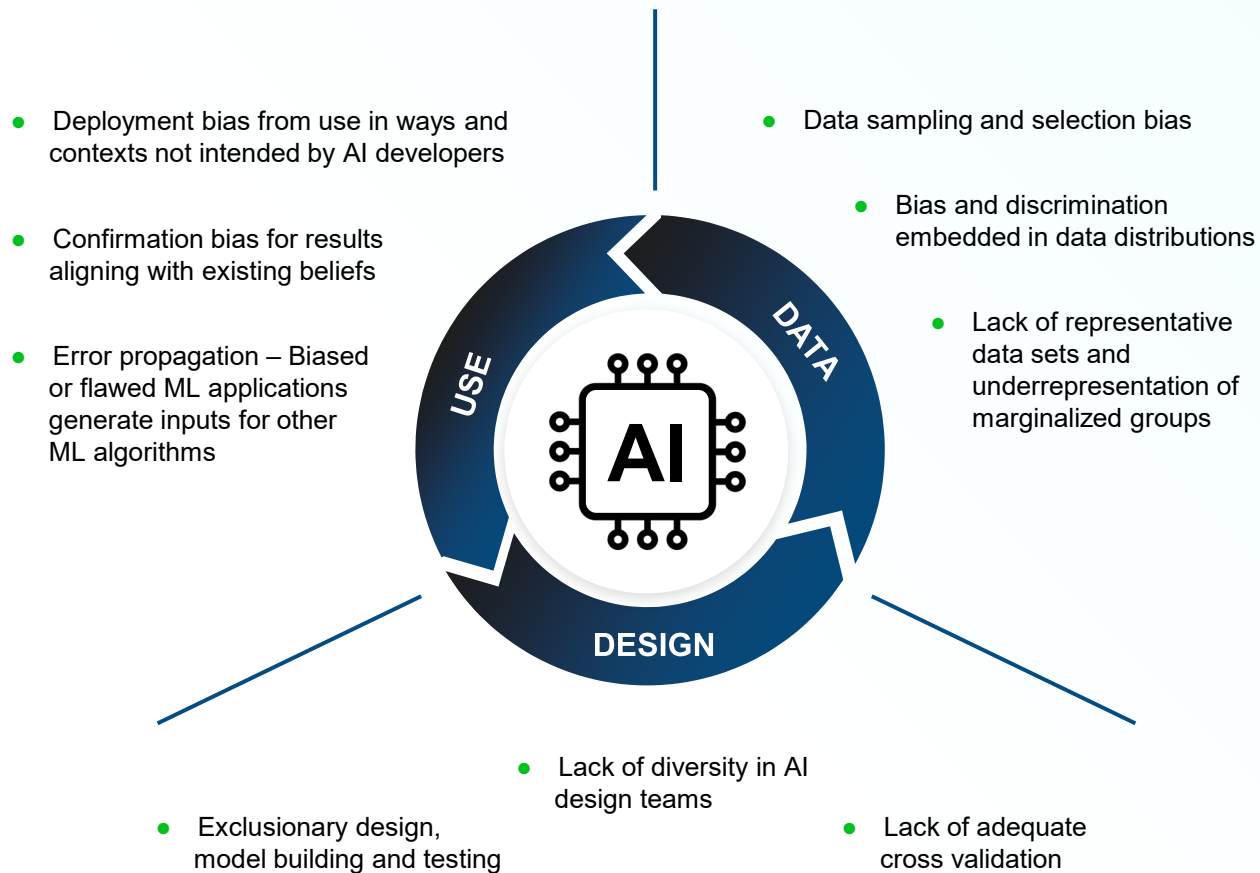 ● Deployment bias from use in ways and
contexts not intended by AI developers
● Confirmation bias for results
aligning with existing beliefs
● Error propagation – Biased
or flawed ML applications
generate inputs for other
ML algorithms
● Data sampling and selection bias
● Bias and discrimination
embedded in data distributions
● Lack of representative
data sets and
underrepresentation of
marginalized groups
USE
DATA
AI
DESIGN
● Lack of diversity in AI
design teams
● Exclusionary design,
model building and testing
● Lack of adequate
cross validation